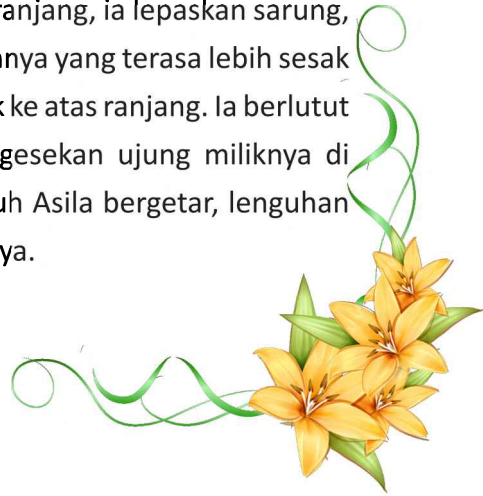 ranjang, ia lepaskan sarung,
nya yang terasa lebih sesak
ke atas ranjang. Ia berlutut
gesekan ujung miliknya di
uh Asila bergetar, lenguhan
ya.